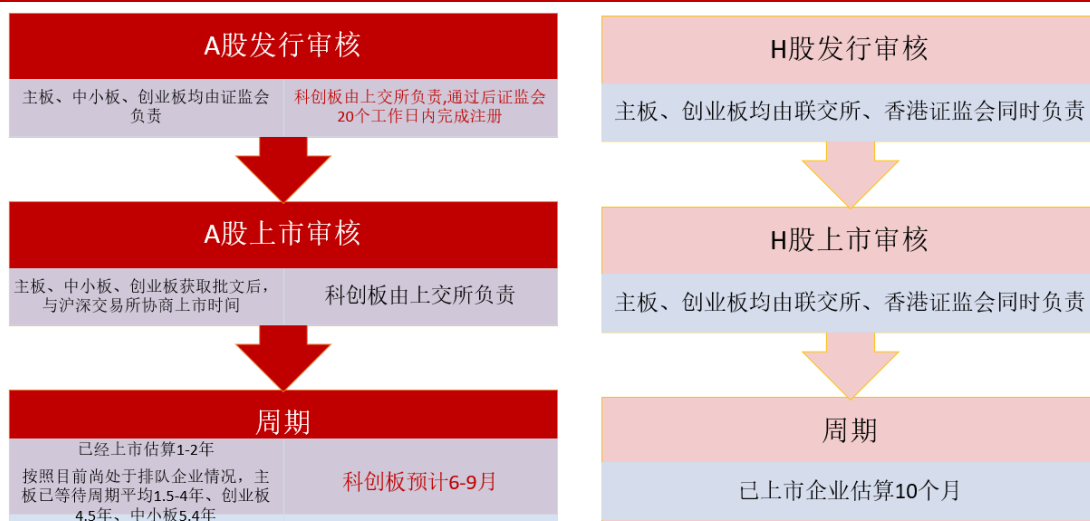 A股发行审核
主板、中小板、创业板均由证监会
负责
科创板由上交所负责,通过后证监会
20个工作日内完成注册
A股上市审核
主板、中小板、创业板获取批文后，
与沪深交易所协商上市时间
科创板由上交所负责
周期
已经上市估算1-2年
按照目前尚处于排队企业情况，主
板已等待周期平均1.5-4年、创业板
4.5年、中小板5.4年
科创板预计6-9月
H股发行审核
主板、创业板均由联交所、香港证监会同时负责
H股上市审核
主板、创业板均由联交所、香港证监会同时负责
周期
已上市企业估算10个月